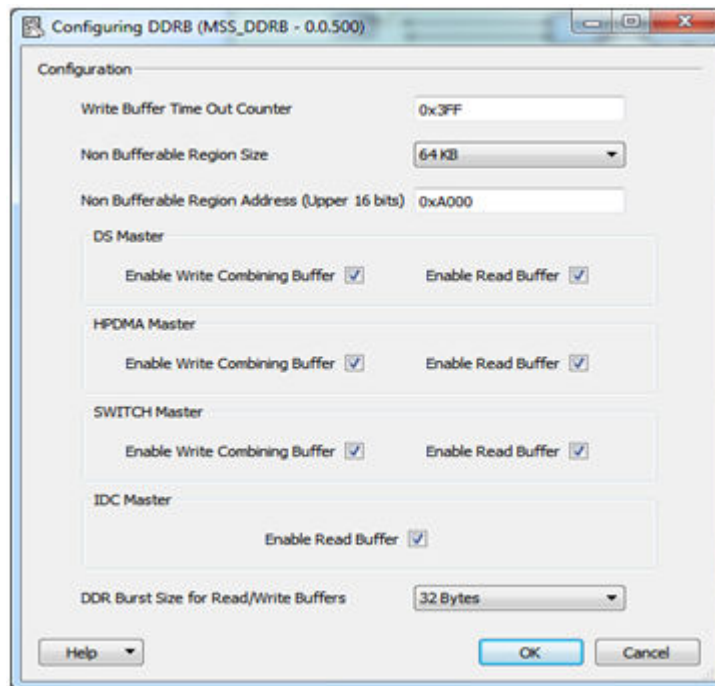 Configuring DDRB (MSS_DDRB - 0.0.500)
Configuration
Write Buffer Time Out Counter 0x3FF
Non Bufferable Region Size 64 KB
Non Bufferable Region Address (Upper 16 bits) 0xA000
DS Master
Enable Write Combining Buffer Enable Read Buffer
HPDMA Master
Enable Write Combining Buffer Enable Read Buffer
SWITCH Master
Enable Write Combining Buffer Enable Read Buffer
IDC Master
Enable Read Buffer
DDR Burst Size for Read/Write Buffers 32 Bytes
Help OK Cancel